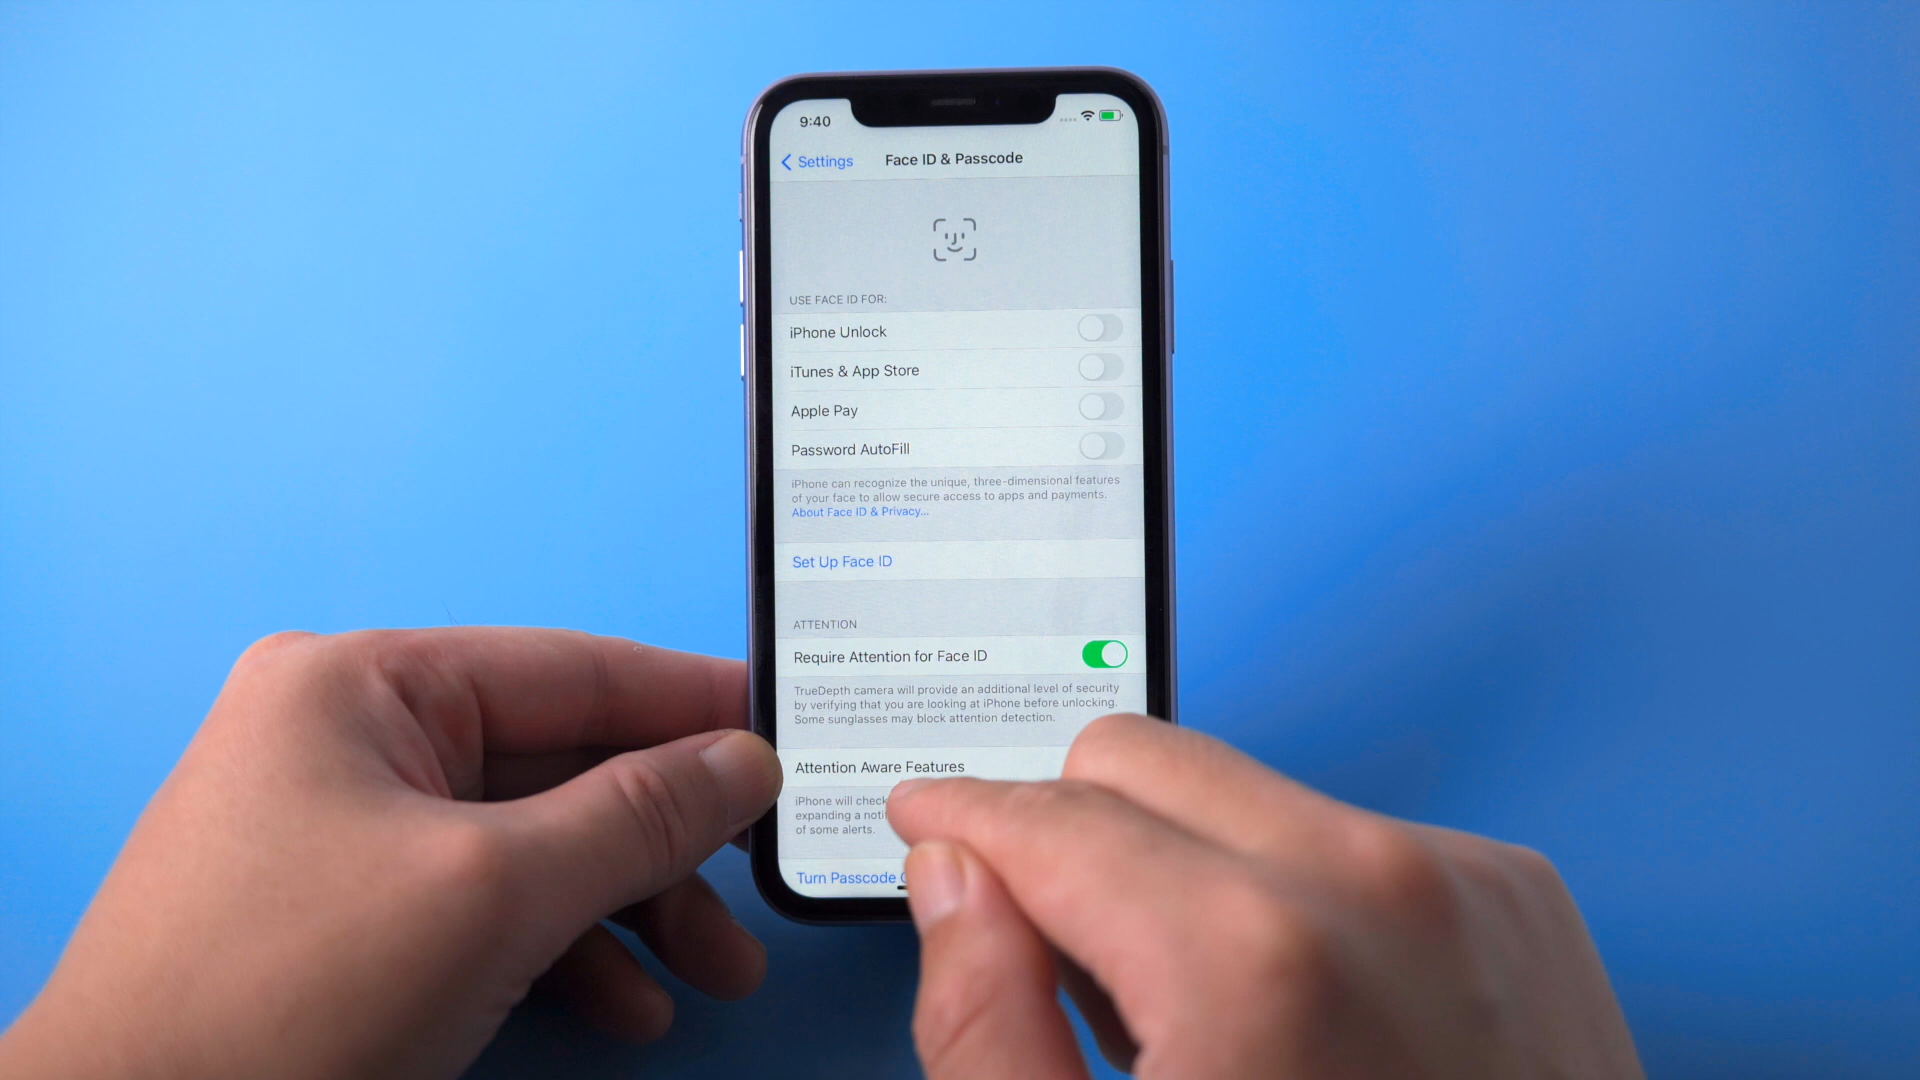 9:40
Settings
Face ID & Passcode
USE FACE ID FOR:
iPhone Unlock
iTunes & App Store
Apple Pay
Password AutoFill
iPhone can recognize the unique, three-dimensional features
of your face to allow secure access to apps and payments.
About Face ID & Privacy...
Set Up Face ID
ATTENTION
Require Attention for Face ID
TrueDepth camera will provide an additional level of security
by verifying that you are looking at iPhone before unlocking.
Some sunglasses may block attention detection.
Attention Aware Features
iPhone will check
expanding a
of some alerts.
Turn Passcode